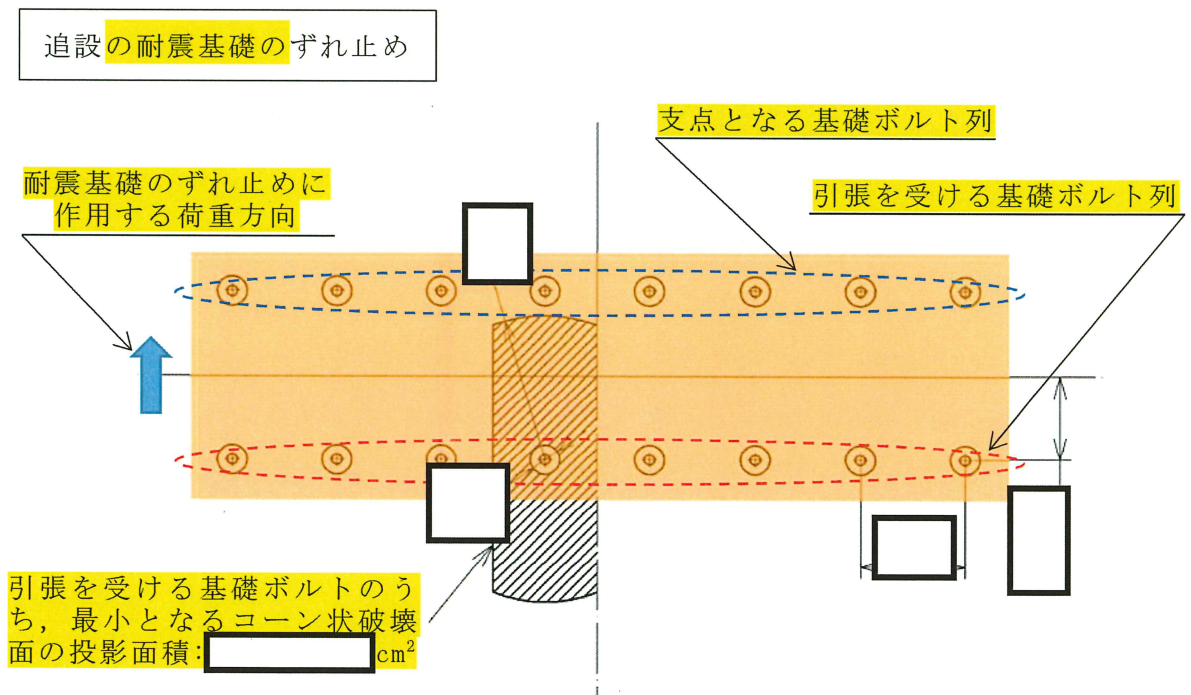 追設の耐震基礎のずれ止め
支点となる基礎ボルト列
耐震基礎のずれ止めに
作用する荷重方向
引張を受ける基礎ボルト列
引張を受ける基礎ボルトのう
ち，最小となるコーン状破壊
面の投影面積: cm²